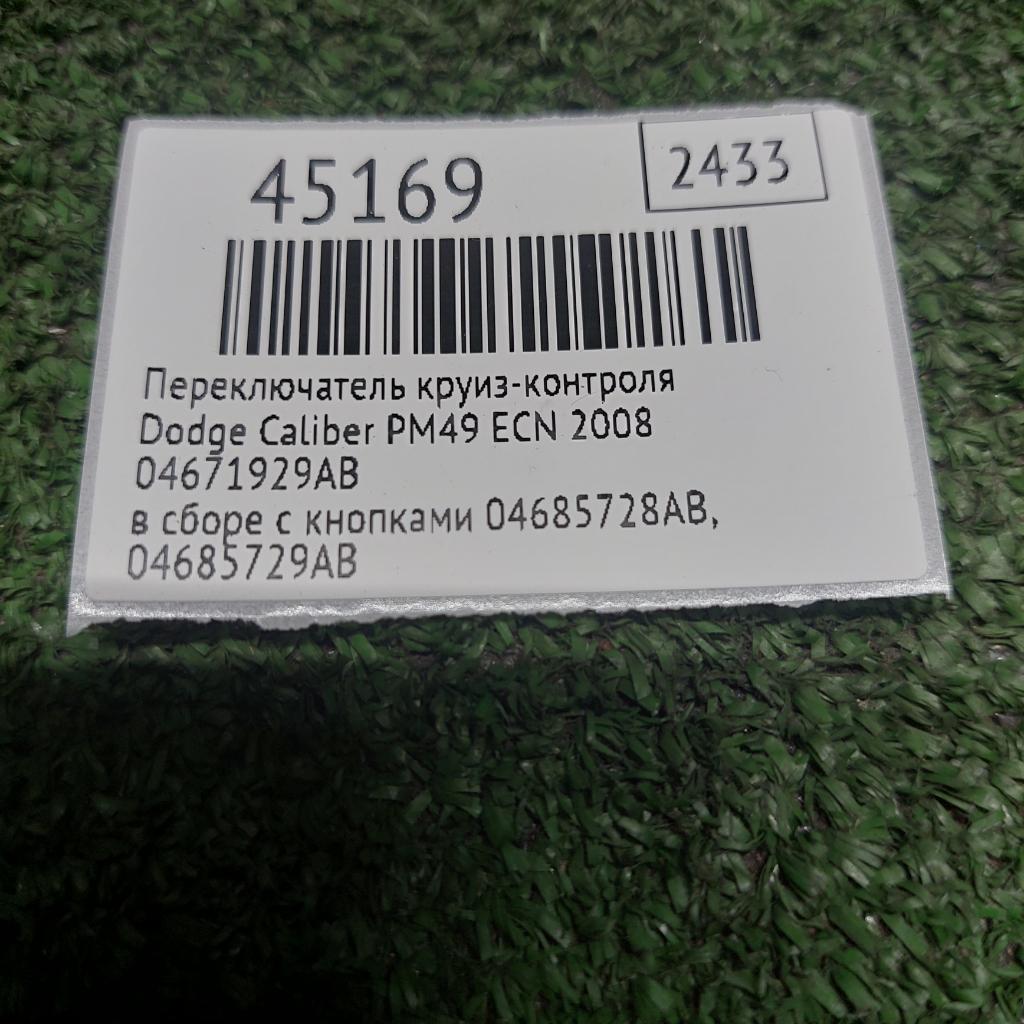 45169
2433
Переключатель круиз-контроля
Dodge Caliber PM49 ECN 2008
04671929AB
в сборе с кнопками 04685728AB,
04685729AB